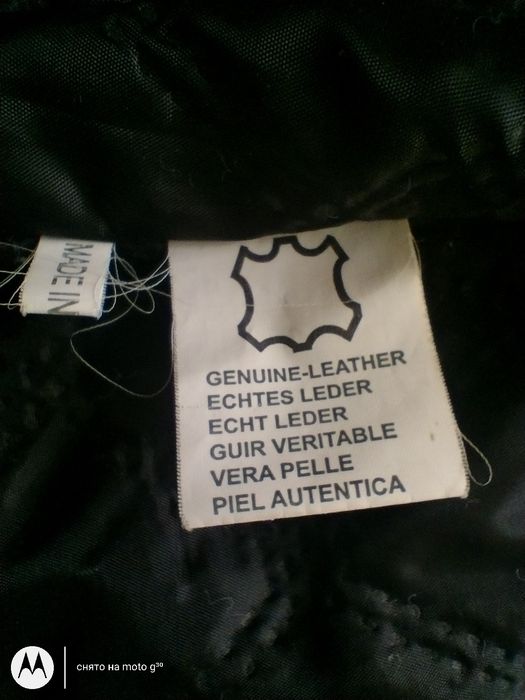 MADE IN
GENUINE-LEATHER
ECHTES LEDER
ECHT LEDER
GUIR VERITABLE
VERA PELLE
PIEL AUTENTICA
снято на moto g³⁰